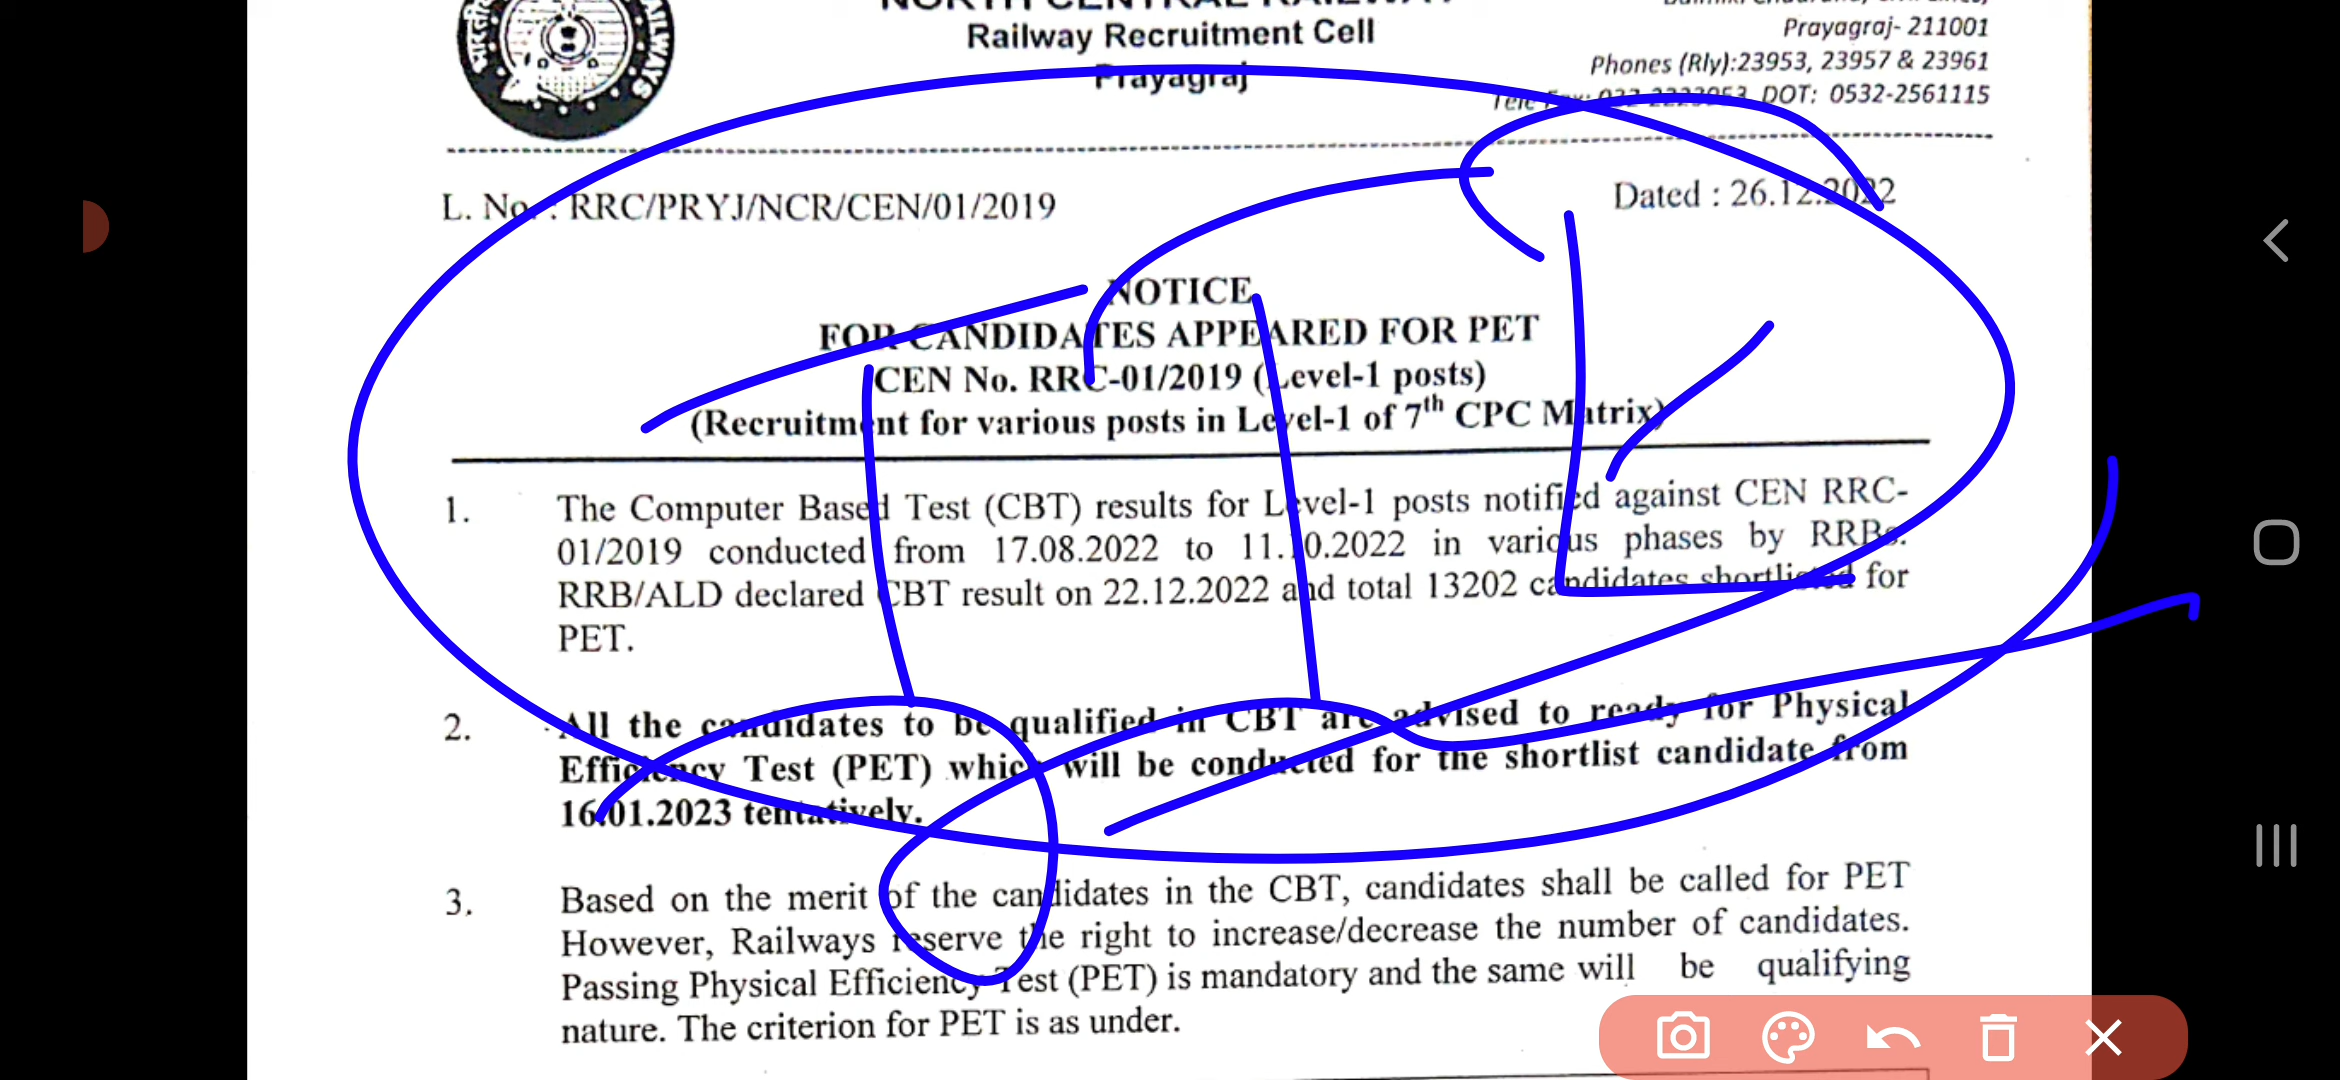 NORTH CENTRAL RAILWAY
Railway Recruitment Cell
Prayagraj
Prayagraj- 211001
Phones (Rly):23953, 23957 & 23961
DOT: 0532-2561115
RAILWAYS
L. No. : RRC/PRYJ/NCR/CEN/01/2019
Dated : 26.12.2022
NOTICE
FOR CANDIDATES APPEARED FOR PET
CEN No. RRC-01/2019 (Level-1 posts)
(Recruitment for various posts in Level-1 of 7th CPC Matrix)
1. The Computer Based Test (CBT) results for Level-1 posts notified against CEN RRC-
01/2019 conducted from 17.08.2022 to 11.10.2022 in various phases by RRBs.
RRB/ALD declared CBT result on 22.12.2022 and total 13202 candidates shortlisted for
PET.
2. All the candidates to be qualified in CBT are advised to ready for Physical
Efficiency Test (PET) which will be conducted for the shortlist candidate from
16.01.2023 tentatively.
3. Based on the merit of the candidates in the CBT, candidates shall be called for PET
However, Railways reserve the right to increase/decrease the number of candidates.
Passing Physical Efficiency Test (PET) is mandatory and the same will be qualifying
nature. The criterion for PET is as under.